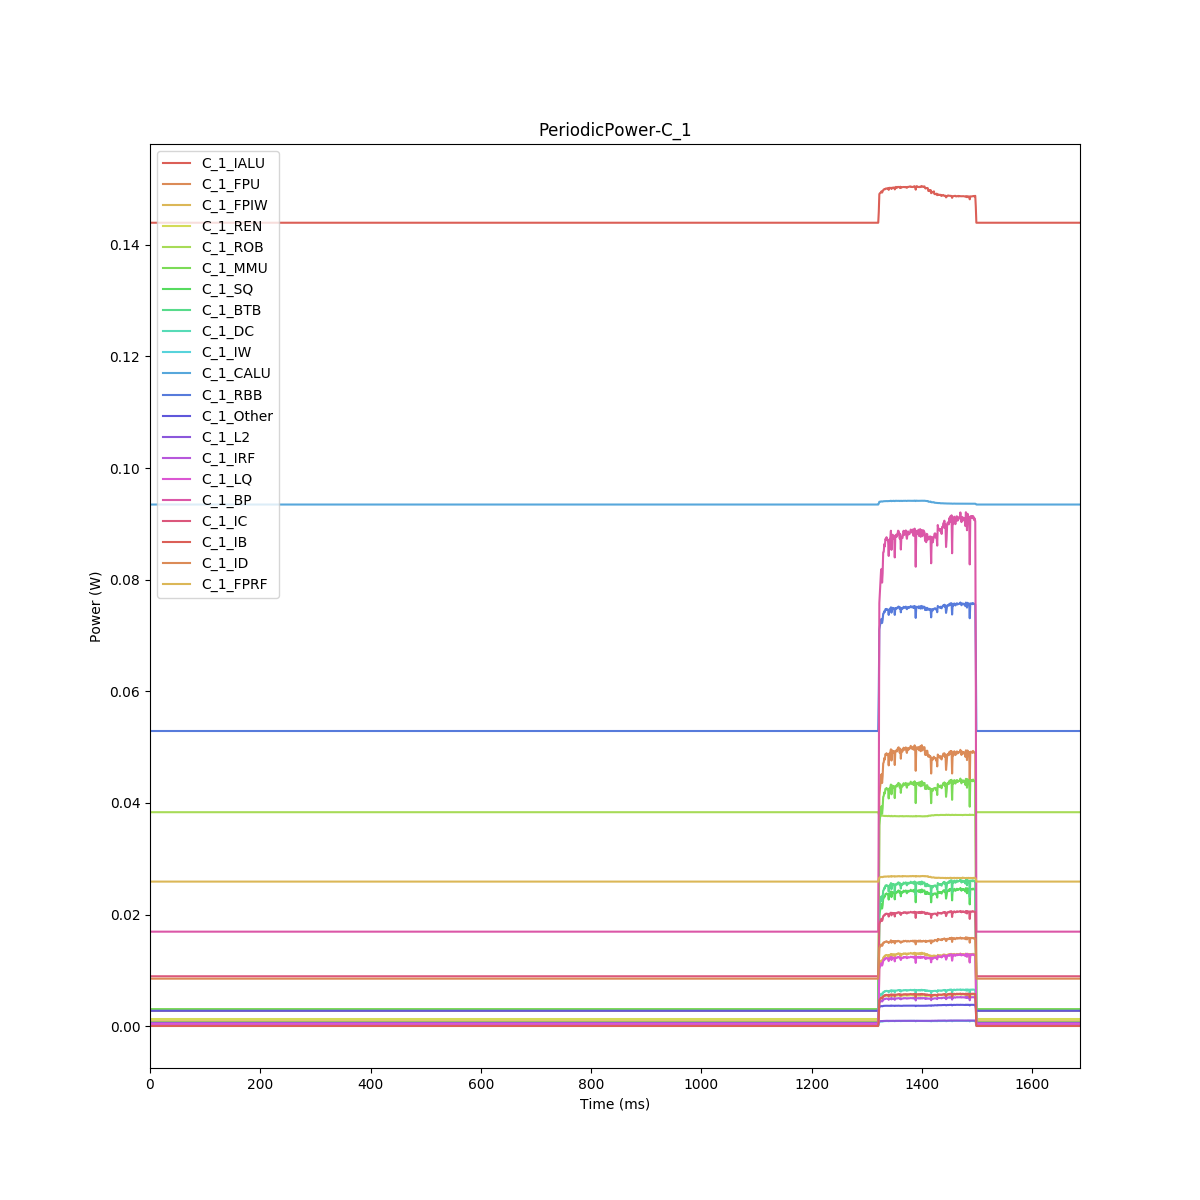 PeriodicPower-C_1
C_1_IALU
C_1_FPU
C_1_FPIW
C_1_REN
C_1_ROB
C_1_MMU
C_1_SQ
C_1_BTB
C_1_DC
C_1_IW
C_1_CALU
C_1_RBB
C_1_Other
C_1_L2
C_1_IRF
C_1_LQ
C_1_BP
C_1_IC
C_1_IB
C_1_ID
C_1_FPRF
0.14
0.12
0.10
0.08
0.06
0.04
0.02
0.00
Power (W)
0 200 400 600 800 1000 1200 1400 1600
Time (ms)